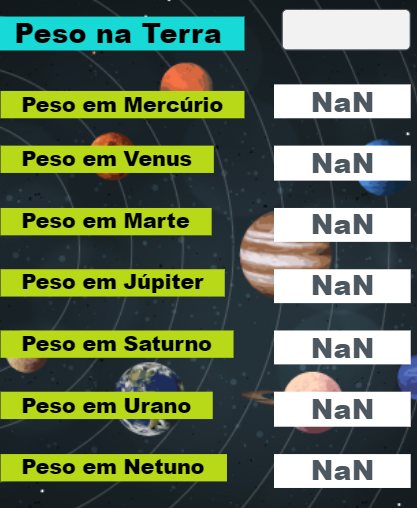 Peso na Terra
Peso em Mercúrio NaN
Peso em Venus NaN
Peso em Marte NaN
Peso em Júpiter NaN
Peso em Saturno NaN
Peso em Urano NaN
Peso em Netuno NaN